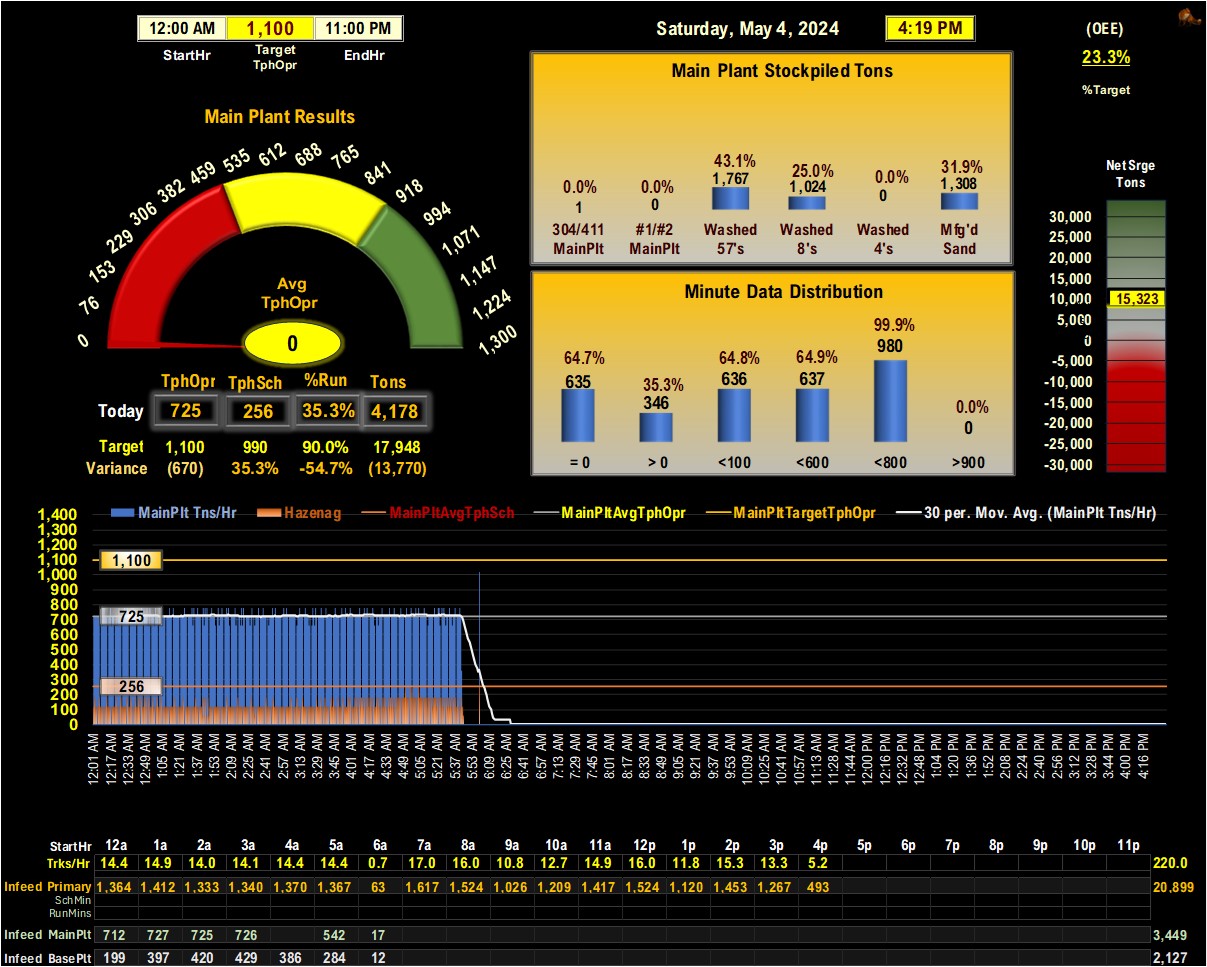 12:00 AM 1,100 11:00 PM
StartHr Target TphOpr EndHr
Saturday, May 4, 2024 4:19 PM
(OEE)
23.3%
%Target
Main Plant Results
0 76 153 229 306 382 459 535 612 688 765 841 918 994 1,071 1,147 1,224 1,300
Avg
TphOpr
0
TphOpr TphSch %Run Tons
Today 725 256 35.3% 4,178
Target 1,100 990 90.0% 17,948
Variance (670) 35.3% -54.7% (13,770)
Main Plant Stockpiled Tons
0.0% 0.0% 43.1% 25.0% 0.0% 31.9%
1 0 1,767 1,024 0 1,308
304/411 #1/#2 Washed Washed Washed Mfg'd
MainPlt MainPlt 57's 8's 4's Sand
Minute Data Distribution
64.7% 35.3% 64.8% 64.9% 99.9% 0.0%
635 346 636 637 980 0
= 0 > 0 <100 <600 <800 >900
Net Srge
Tons
30,000
25,000
20,000
15,000
10,000
15,323
5,000
0
-5,000
-10,000
-15,000
-20,000
-25,000
-30,000
MainPlt Tns/Hr Hazenag MainPltAvgTphSch MainPltAvgTphOpr MainPltTargetTphOpr 30 per. Mov. Avg. (MainPlt Tns/Hr)
1,400
1,300
1,200
1,100
1,000
900
800
700
600
500
400
300
200
100
0
1,100
725
256
12:01 AM 12:17 AM 12:33 AM 12:49 AM 1:05 AM 1:21 AM 1:37 AM 1:53 AM 2:09 AM 2:25 AM 2:41 AM 2:57 AM 3:13 AM 3:29 AM 3:45 AM 4:01 AM 4:17 AM 4:33 AM 4:49 AM 5:05 AM 5:21 AM 5:37 AM 5:53 AM 6:09 AM 6:25 AM 6:41 AM 6:57 AM 7:13 AM 7:29 AM 7:45 AM 8:01 AM 8:17 AM 8:33 AM 8:49 AM 9:05 AM 9:21 AM 9:37 AM 9:53 AM 10:09 AM 10:25 AM 10:41 AM 10:57 AM 11:13 AM 11:28 AM 11:44 AM 12:00 PM 12:16 PM 12:32 PM 12:48 PM 1:04 PM 1:20 PM 1:36 PM 1:52 PM 2:08 PM 2:24 PM 2:40 PM 2:56 PM 3:12 PM 3:28 PM 3:44 PM 4:00 PM 4:16 PM
StartHr 12a 1a 2a 3a 4a 5a 6a 7a 8a 9a 10a 11a 12p 1p 2p 3p 4p 5p 6p 7p 8p 9p 10p 11p
Trks/Hr 14.4 14.9 14.0 14.1 14.4 14.4 0.7 17.0 16.0 10.8 12.7 14.9 16.0 11.8 15.3 13.3 5.2 220.0
Infeed Primary 1,364 1,412 1,333 1,340 1,370 1,367 63 1,617 1,524 1,026 1,209 1,417 1,524 1,120 1,453 1,267 493 20,899
SchMin
RunMins
Infeed MainPlt 712 727 725 726 542 17 3,449
Infeed BasePlt 199 397 420 429 386 284 12 2,127